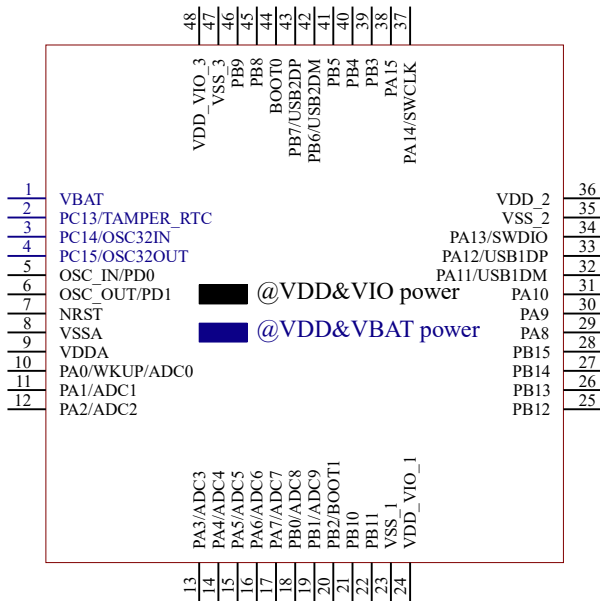 48 47 46 45 44 43 42 41 40 39 38 37
VDD_VIO_3
VSS_3
PB9
PB8
BOOT0
PB7/USB2DP
PB6/USB2DM
PB5
PB4
PB3
PA15
PA14/SWCLK
1 VBAT
2 PC13/TAMPER_RTC
3 PC14/OSC32IN
4 PC15/OSC32OUT
5 OSC_IN/PD0
6 OSC_OUT/PD1
7 NRST
8 VSSA
9 VDDA
10 PA0/WKUP/ADC0
11 PA1/ADC1
12 PA2/ADC2
@VDD&VIO power
@VDD&VBAT power
VDD_2 36
VSS_2 35
PA13/SWDIO 34
PA12/USB1DP 33
PA11/USB1DM 32
PA10 31
PA9 30
PA8 29
PB15 28
PB14 27
PB13 26
PB12 25
PA3/ADC3
PA4/ADC4
PA5/ADC5
PA6/ADC6
PA7/ADC7
PB0/ADC8
PB1/ADC9
PB2/BOOT1
PB10
PB11
VSS_1
VDD_VIO_1
13 14 15 16 17 18 19 20 21 22 23 24